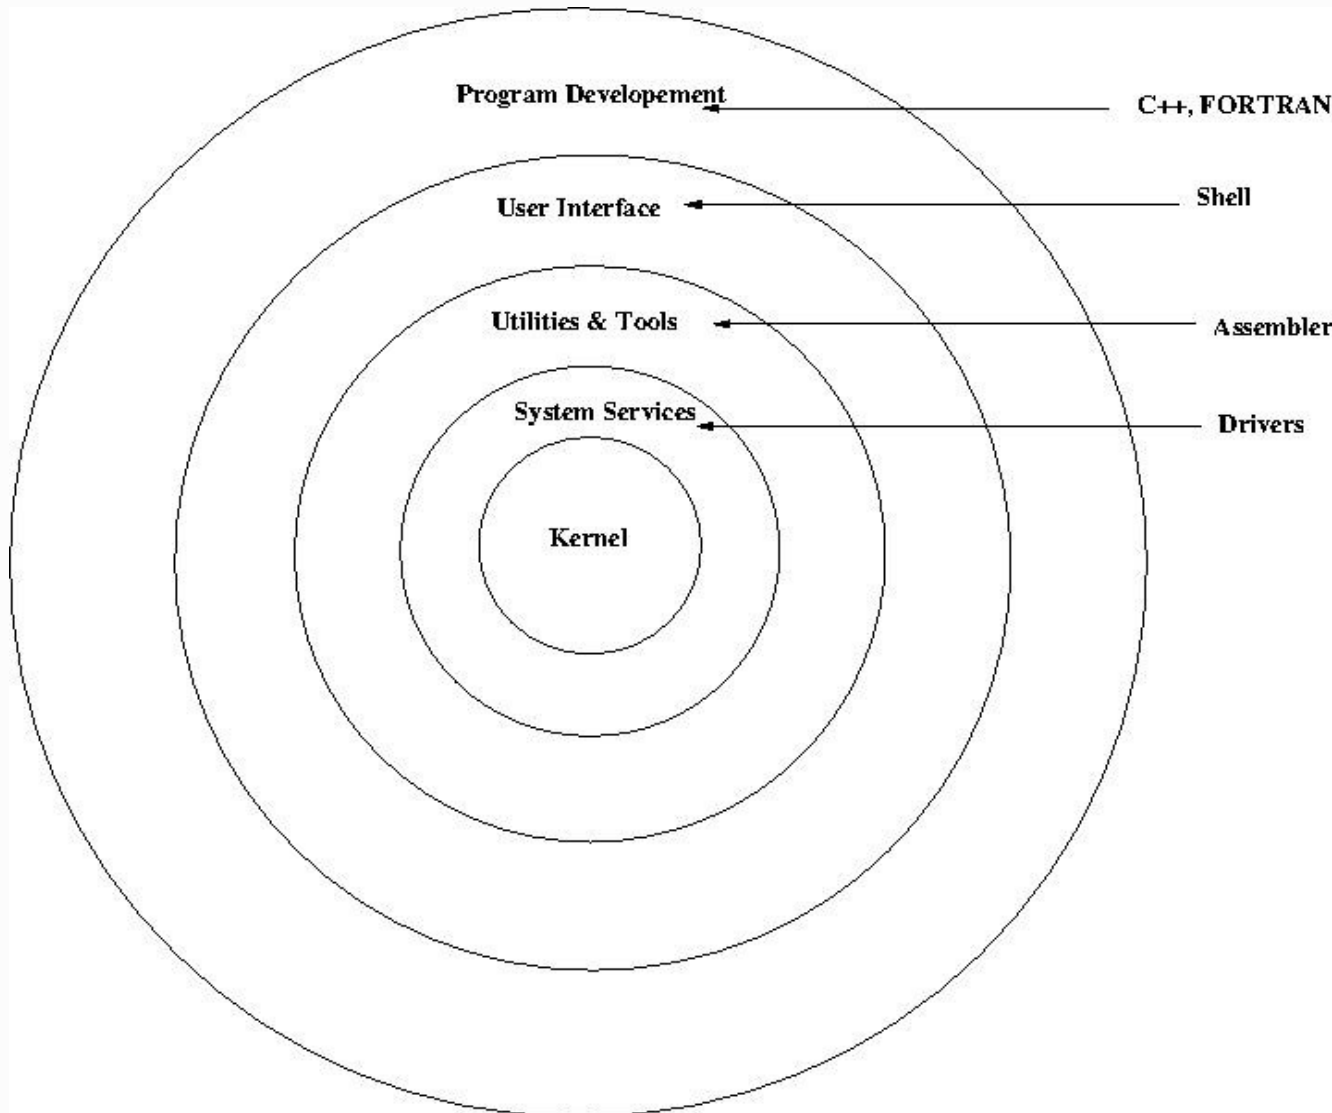 Program Developement
C++, FORTRAN
User Interface
Shell
Utilities & Tools
Assembler
System Services
Drivers
Kernel